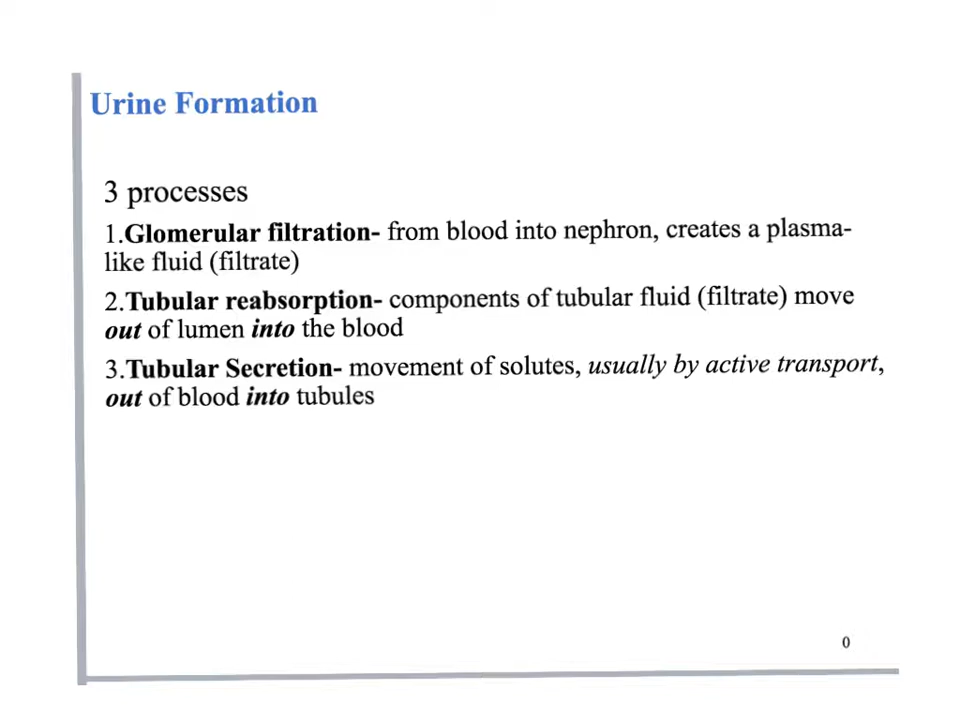 Urine Formation
3 processes
1.Glomerular filtration- from blood into nephron, creates a plasma-
like fluid (filtrate)
2.Tubular reabsorption- components of tubular fluid (filtrate) move
out of lumen into the blood
3.Tubular Secretion- movement of solutes, usually by active transport,
out of blood into tubules
0